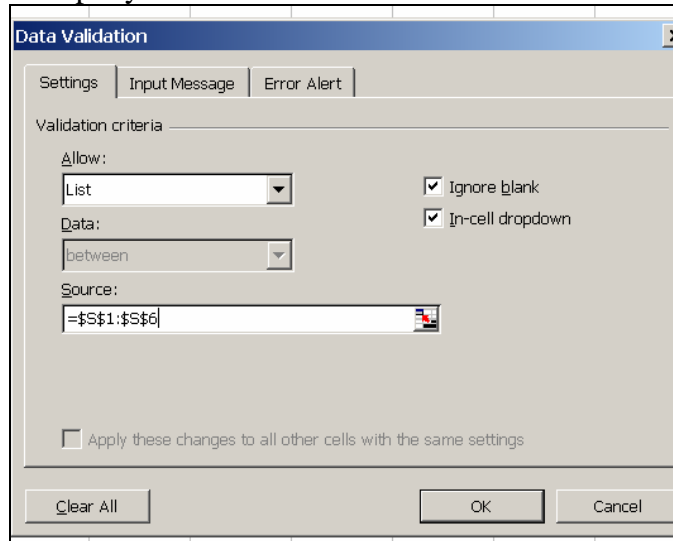 Data Validation
Settings Input Message Error Alert
Validation criteria
Allow:
List
Ignore blank
Data:
In-cell dropdown
between
Source:
=$S$1:$S$6
Apply these changes to all other cells with the same settings
Clear All OK Cancel